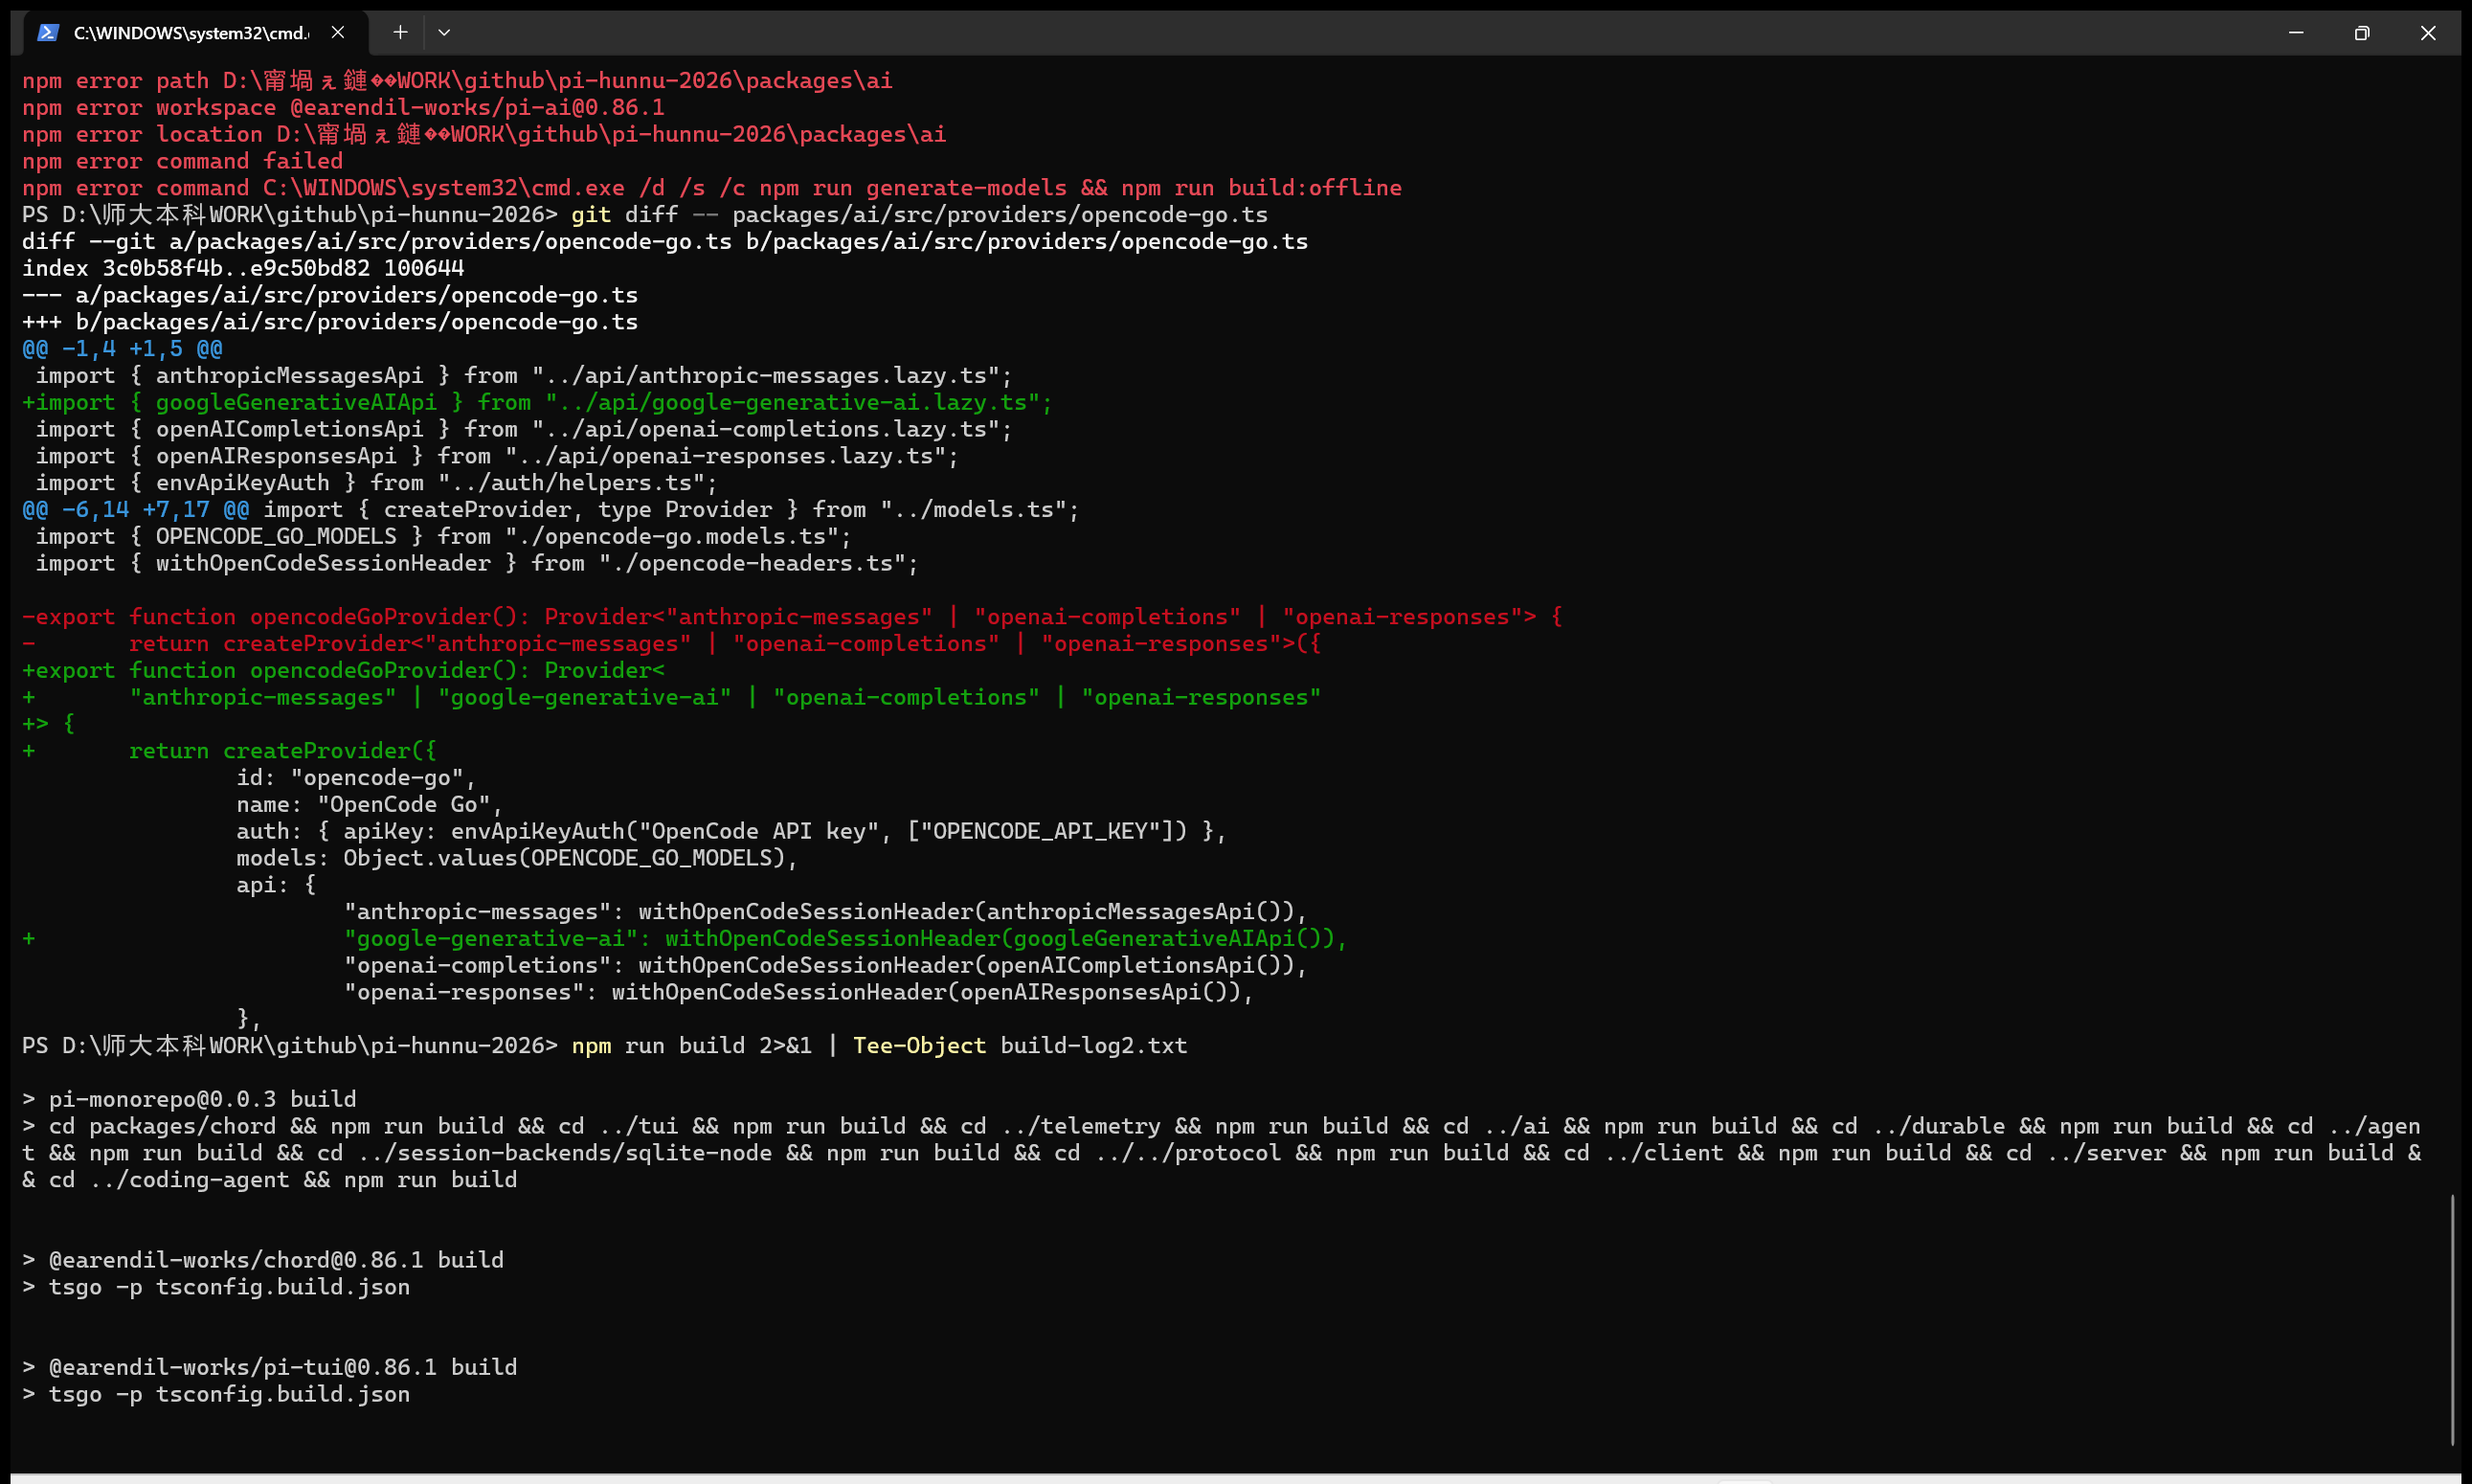 C:\WINDOWS\system32\cmd.
npm error path D:\甯堝ぇ鏈��WORK\github\pi-hunnu-2026\packages\ai
npm error workspace @earendil-works/pi-ai@0.86.1
npm error location D:\甯堝ぇ鏈��WORK\github\pi-hunnu-2026\packages\ai
npm error command failed
npm error command C:\WINDOWS\system32\cmd.exe /d /s /c npm run generate-models && npm run build:offline
PS D:\师大本科WORK\github\pi-hunnu-2026> git diff -- packages/ai/src/providers/opencode-go.ts
diff --git a/packages/ai/src/providers/opencode-go.ts b/packages/ai/src/providers/opencode-go.ts
index 3c0b58f4b..e9c50bd82 100644
--- a/packages/ai/src/providers/opencode-go.ts
+++ b/packages/ai/src/providers/opencode-go.ts
@@ -1,4 +1,5 @@
 import { anthropicMessagesApi } from "../api/anthropic-messages.lazy.ts";
+import { googleGenerativeAIApi } from "../api/google-generative-ai.lazy.ts";
 import { openAICompletionsApi } from "../api/openai-completions.lazy.ts";
 import { openAIResponsesApi } from "../api/openai-responses.lazy.ts";
 import { envApiKeyAuth } from "../auth/helpers.ts";
@@ -6,14 +7,17 @@ import { createProvider, type Provider } from "../models.ts";
 import { OPENCODE_GO_MODELS } from "./opencode-go.models.ts";
 import { withOpenCodeSessionHeader } from "./opencode-headers.ts";
-export function opencodeGoProvider(): Provider<"anthropic-messages" | "openai-completions" | "openai-responses"> {
-       return createProvider<"anthropic-messages" | "openai-completions" | "openai-responses">({
+export function opencodeGoProvider(): Provider<
+       "anthropic-messages" | "google-generative-ai" | "openai-completions" | "openai-responses"
+> {
+       return createProvider({
                id: "opencode-go",
                name: "OpenCode Go",
                auth: { apiKey: envApiKeyAuth("OpenCode API key", ["OPENCODE_API_KEY"]) },
                models: Object.values(OPENCODE_GO_MODELS),
                api: {
                        "anthropic-messages": withOpenCodeSessionHeader(anthropicMessagesApi()),
+                       "google-generative-ai": withOpenCodeSessionHeader(googleGenerativeAIApi()),
                        "openai-completions": withOpenCodeSessionHeader(openAICompletionsApi()),
                        "openai-responses": withOpenCodeSessionHeader(openAIResponsesApi()),
                },
PS D:\师大本科WORK\github\pi-hunnu-2026> npm run build 2>&1 | Tee-Object build-log2.txt
> pi-monorepo@0.0.3 build
> cd packages/chord && npm run build && cd ../tui && npm run build && cd ../telemetry && npm run build && cd ../ai && npm run build && cd ../durable && npm run build && cd ../agen
t && npm run build && cd ../session-backends/sqlite-node && npm run build && cd ../../protocol && npm run build && cd ../client && npm run build && cd ../server && npm run build &
& cd ../coding-agent && npm run build
> @earendil-works/chord@0.86.1 build
> tsgo -p tsconfig.build.json
> @earendil-works/pi-tui@0.86.1 build
> tsgo -p tsconfig.build.json